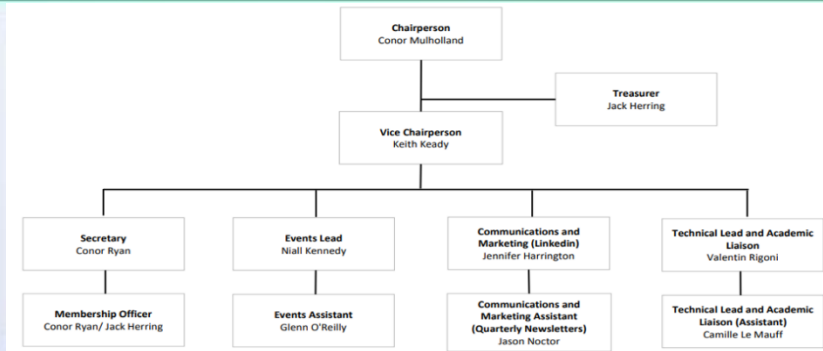 Chairperson
Conor Mulholland
Treasurer
Jack Herring
Vice Chairperson
Keith Keady
Secretary
Conor Ryan
Events Lead
Niall Kennedy
Communications and
Marketing (Linkedin)
Jennifer Harrington
Technical Lead and Academic
Liaison
Valentin Rigoni
Membership Officer
Conor Ryan/ Jack Herring
Events Assistant
Glenn O'Reilly
Communications and
Marketing Assistant
(Quarterly Newsletters)
Jason Noctor
Technical Lead and Academic
Liaison (Assistant)
Camille Le Mauff